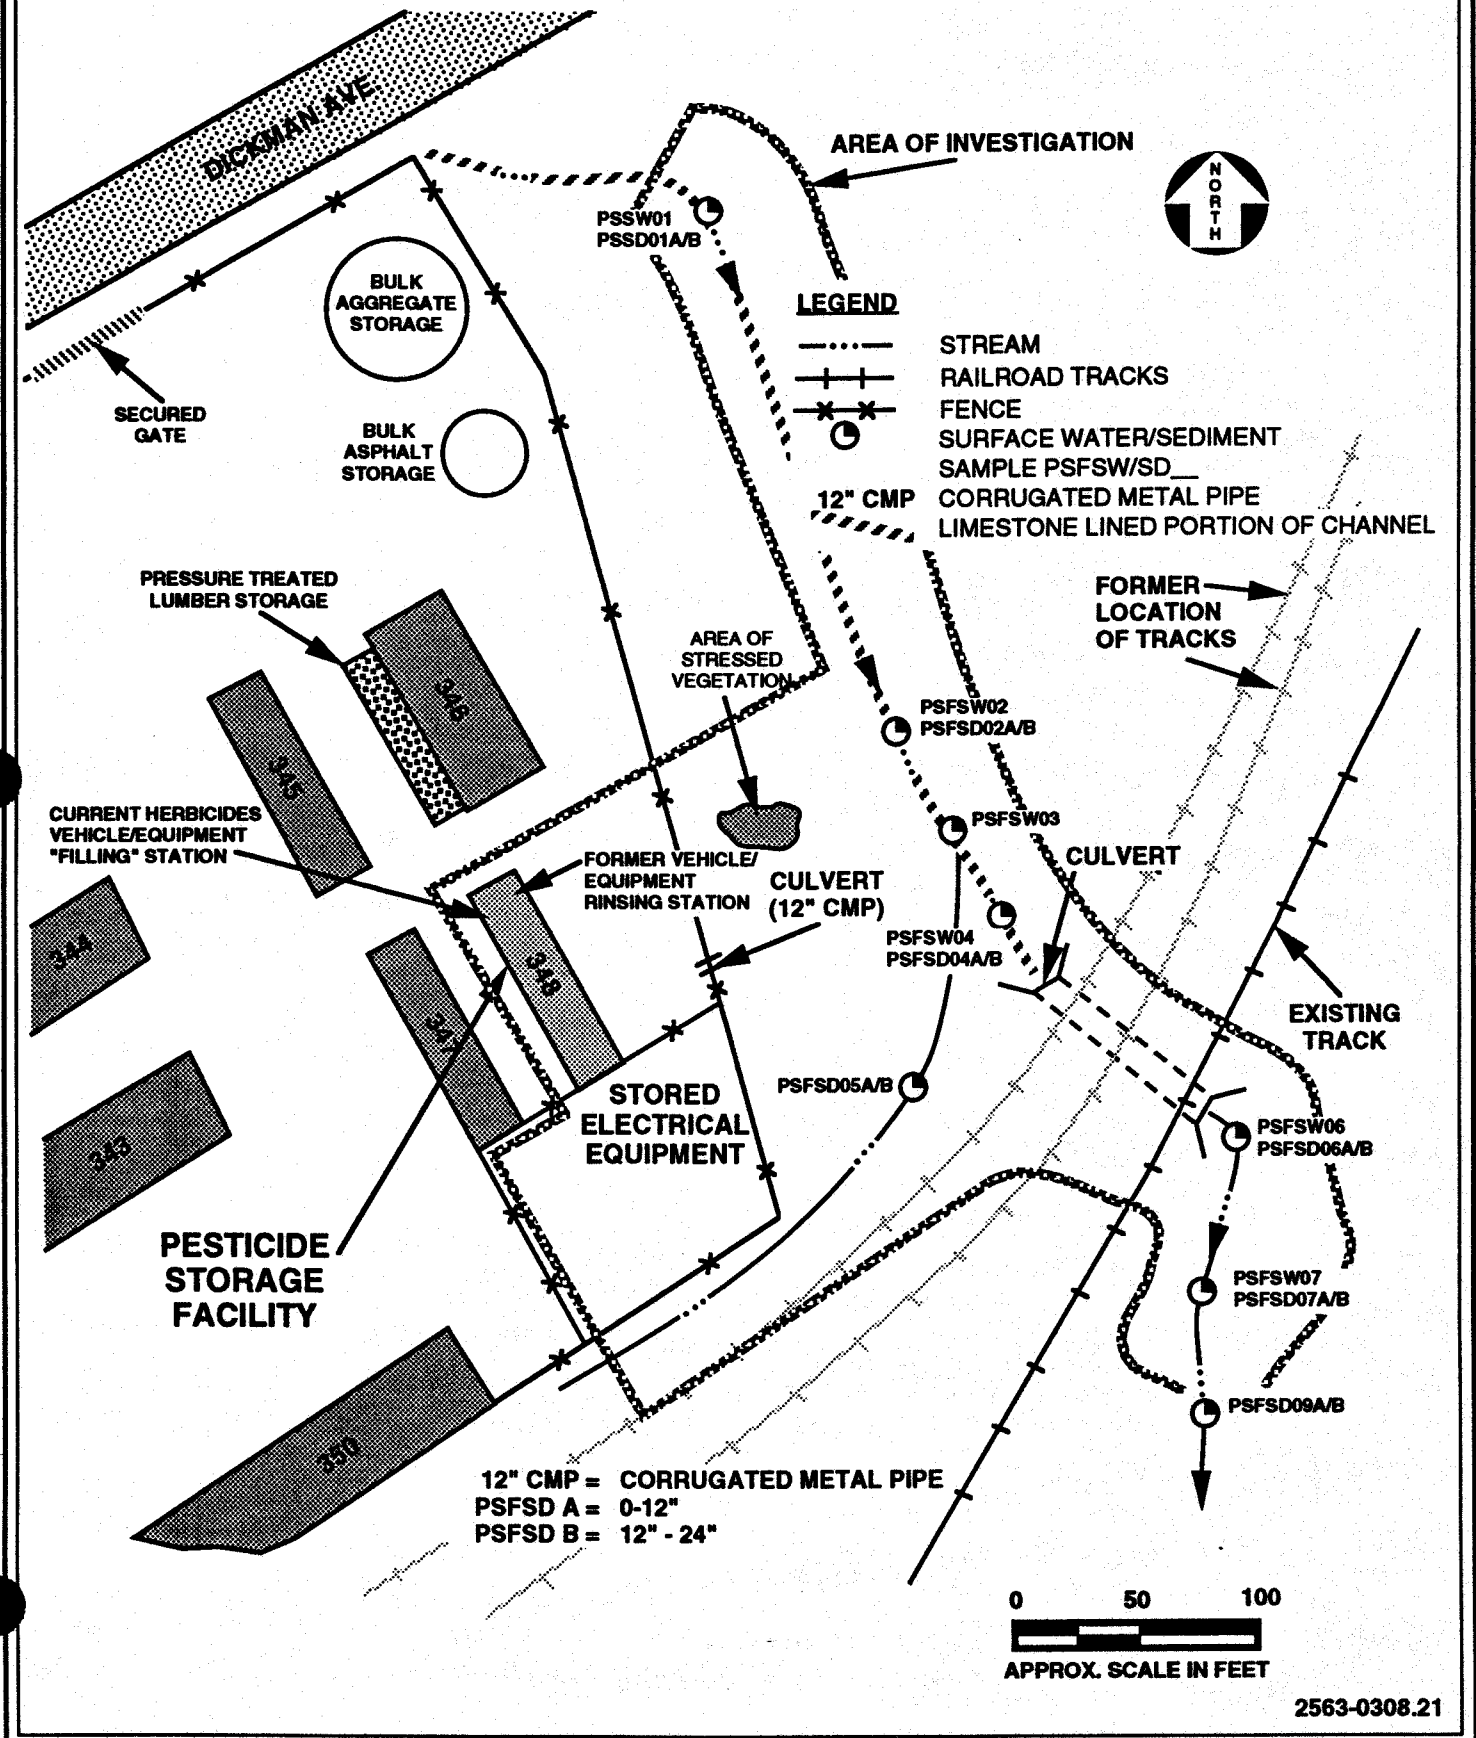 DICKMAN AVE.
AREA OF INVESTIGATION
NORTH
PSSW01
PSSD01A/B
BULK
AGGREGATE
STORAGE
SECURED
GATE
BULK
ASPHALT
STORAGE
LEGEND
STREAM
RAILROAD TRACKS
FENCE
SURFACE WATER/SEDIMENT
SAMPLE PSFSW/SD__
12" CMP CORRUGATED METAL PIPE
LIMESTONE LINED PORTION OF CHANNEL
PRESSURE TREATED
LUMBER STORAGE
FORMER
LOCATION
OF TRACKS
AREA OF
STRESSED
VEGETATION
346
345
PSFSW02
PSFSD02A/B
CURRENT HERBICIDES
VEHICLE/EQUIPMENT
"FILLING" STATION
PSFSW03
CULVERT
FORMER VEHICLE/
EQUIPMENT
RINSING STATION
CULVERT
(12" CMP)
344
348
347
PSFSW04
PSFSD04A/B
EXISTING
TRACK
PSFSD05A/B
STORED
ELECTRICAL
EQUIPMENT
343
PSFSW06
PSFSD06A/B
PESTICIDE
STORAGE
FACILITY
PSFSW07
PSFSD07A/B
PSFSD09A/B
350
12" CMP = CORRUGATED METAL PIPE
PSFSD A = 0-12"
PSFSD B = 12" - 24"
0 50 100
APPROX. SCALE IN FEET
2563-0308.21